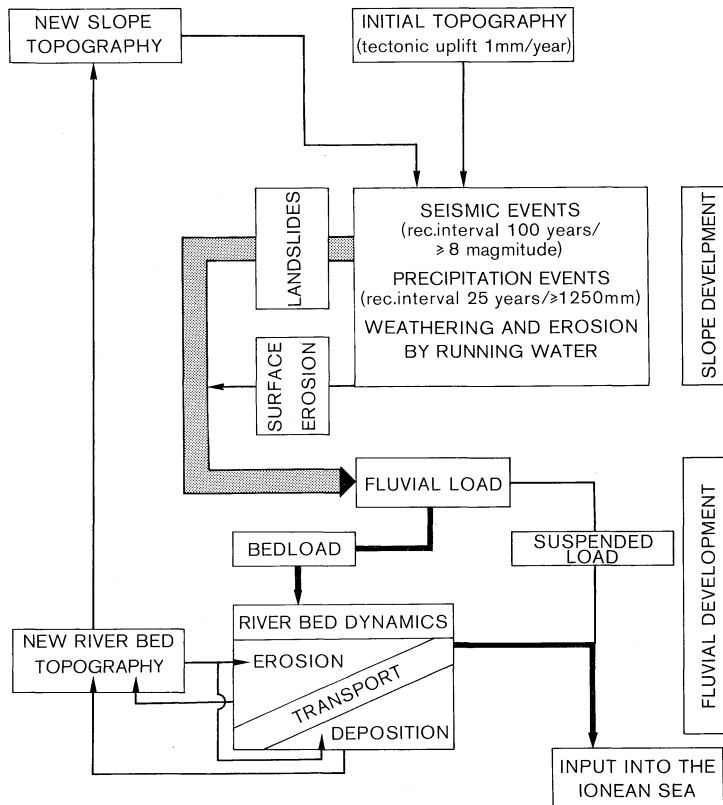 NEW SLOPE
TOPOGRAPHY
INITIAL TOPOGRAPHY
(tectonic uplift 1mm/year)
LANDSLIDES
SEISMIC EVENTS
(rec.interval 100 years/
≥ 8 magmitude)
PRECIPITATION EVENTS
(rec.interval 25 years/≥1250mm)
WEATHERING AND EROSION
BY RUNNING WATER
SLOPE DEVELPMENT
SURFACE
EROSION
FLUVIAL LOAD
BEDLOAD
SUSPENDED
LOAD
FLUVIAL DEVELOPMENT
RIVER BED DYNAMICS
NEW RIVER BED
TOPOGRAPHY
EROSION
TRANSPORT
DEPOSITION
INPUT INTO THE
IONEAN SEA